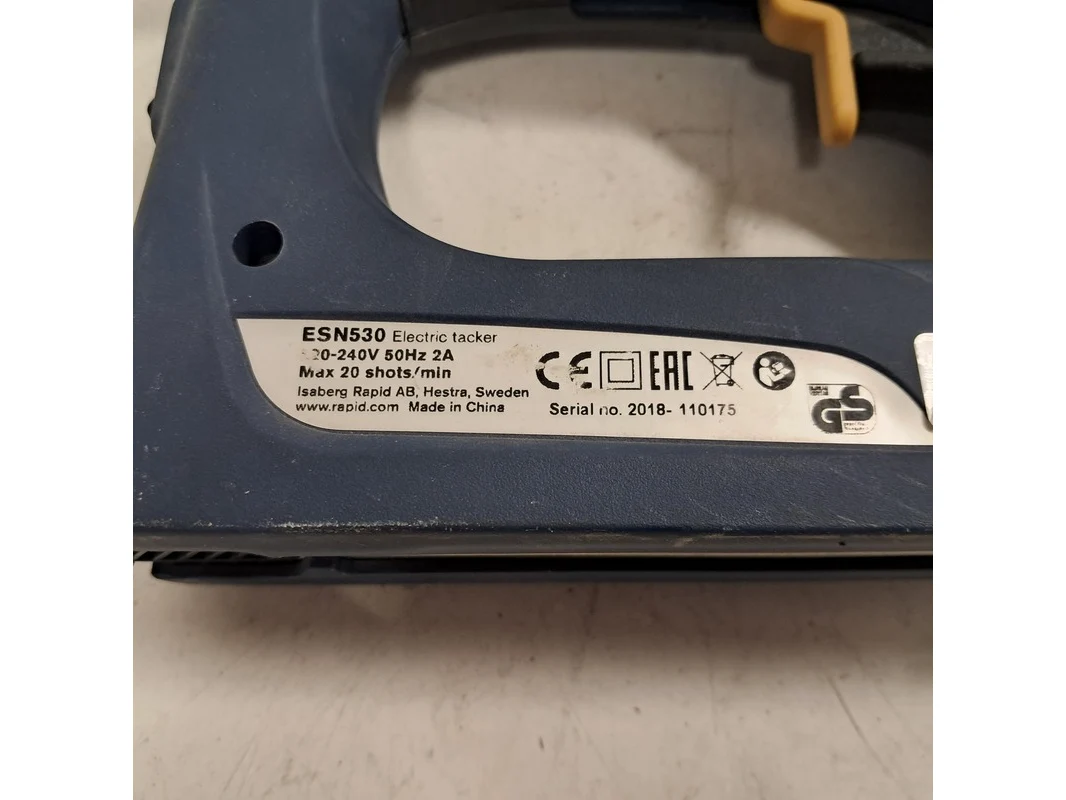 ESN530 Electric tacker
20-240V 50Hz 2A
Max 20 shots/min
Isaberg Rapid AB, Hestra, Sweden
www.rapid.com Made in China
CE EAC
Serial no. 2018- 110175
GS